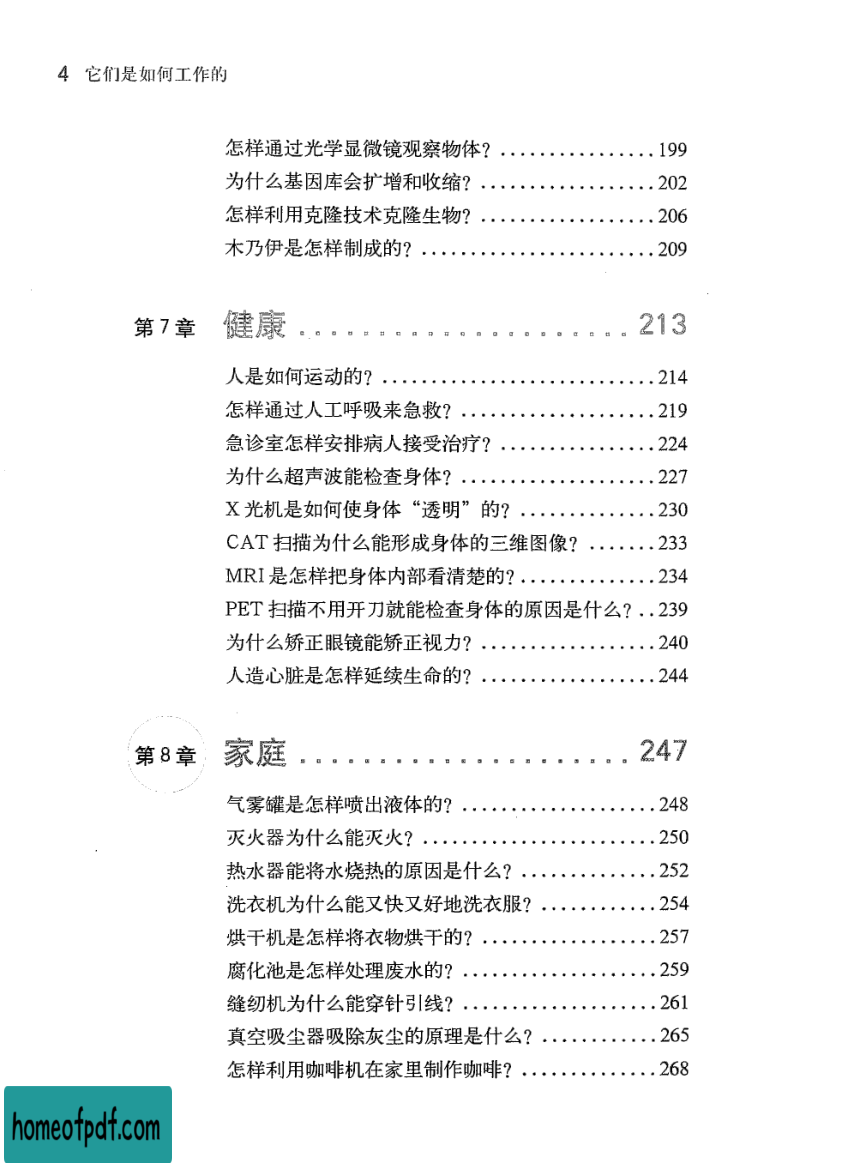 4 它们是如何工作的
怎样通过光学显微镜观察物体? ................199
为什么基因库会扩增和收缩? ..................202
怎样利用克隆技术克隆生物? ..................206
木乃伊是怎样制成的? ........................209
第7章 健康 ......................213
人是如何运动的? ............................214
怎样通过人工呼吸来急救? ....................219
急诊室怎样安排病人接受治疗? ................224
为什么超声波能检查身体? ....................227
X光机是如何使身体“透明”的? ..............230
CAT扫描为什么能形成身体的三维图像? .......233
MRI是怎样把身体内部看清楚的? ..............234
PET扫描不用开刀就能检查身体的原因是什么? ..239
为什么矫正眼镜能矫正视力? ..................240
人造心脏是怎样延续生命的? ..................244
第8章 家庭 ......................247
气雾罐是怎样喷出液体的? ....................248
灭火器为什么能灭火? ........................250
热水器能将水烧热的原因是什么? ..............252
洗衣机为什么能又快又好地洗衣服? ............254
烘干机是怎样将衣物烘干的? ..................257
腐化池是怎样处理废水的? ....................259
缝纫机为什么能穿针引线? ....................261
真空吸尘器吸除灰尘的原理是什么? ............265
怎样利用咖啡机在家里制作咖啡? ..............268
homeofpdf.com